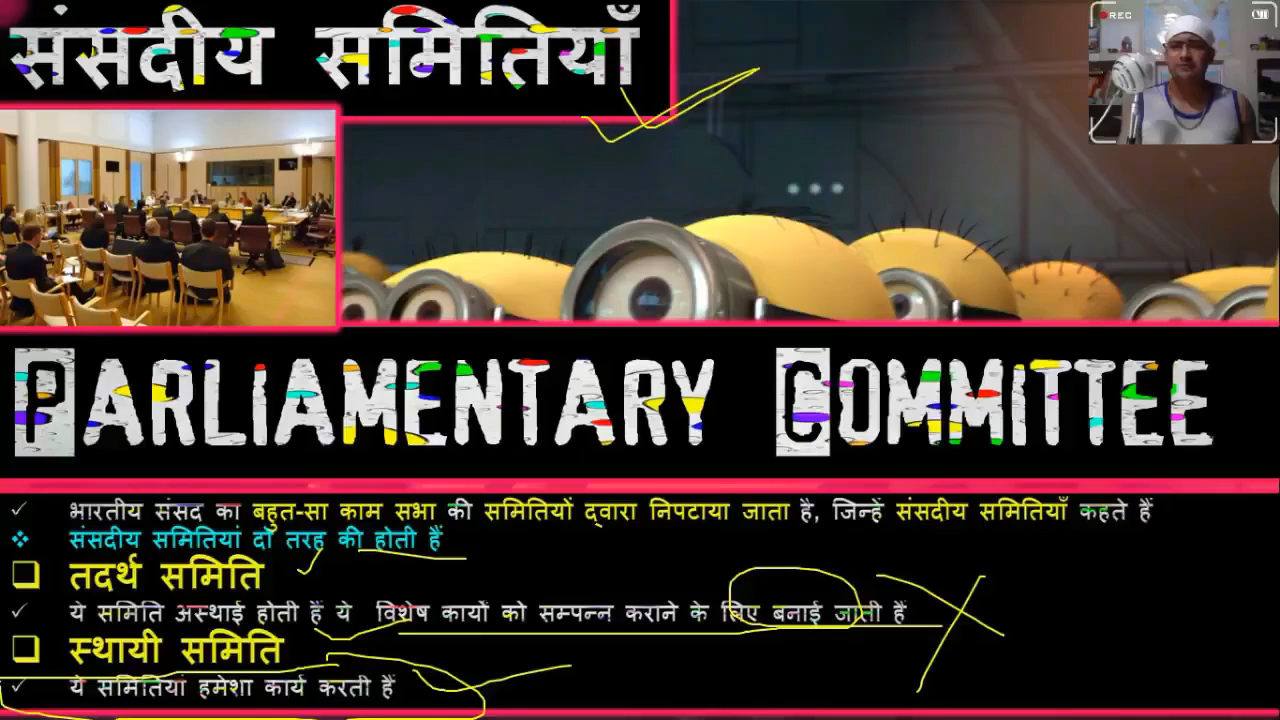 संसदीय समितियाँ
REC
PARLIAMENTARY COMMITTEE
भारतीय संसद का बहुत-सा काम सभा की समितियों द्वारा निपटाया जाता है, जिन्हें संसदीय समितियाँ कहते हैं
संसदीय समितियां दो तरह की होती हैं
तदर्थ समिति
ये समिति अस्थाई होती हैं ये विशेष कार्यो को सम्पन्न कराने के लिए बनाई जाती हैं
स्थायी समिति
ये समितियां हमेशा कार्य करती हैं